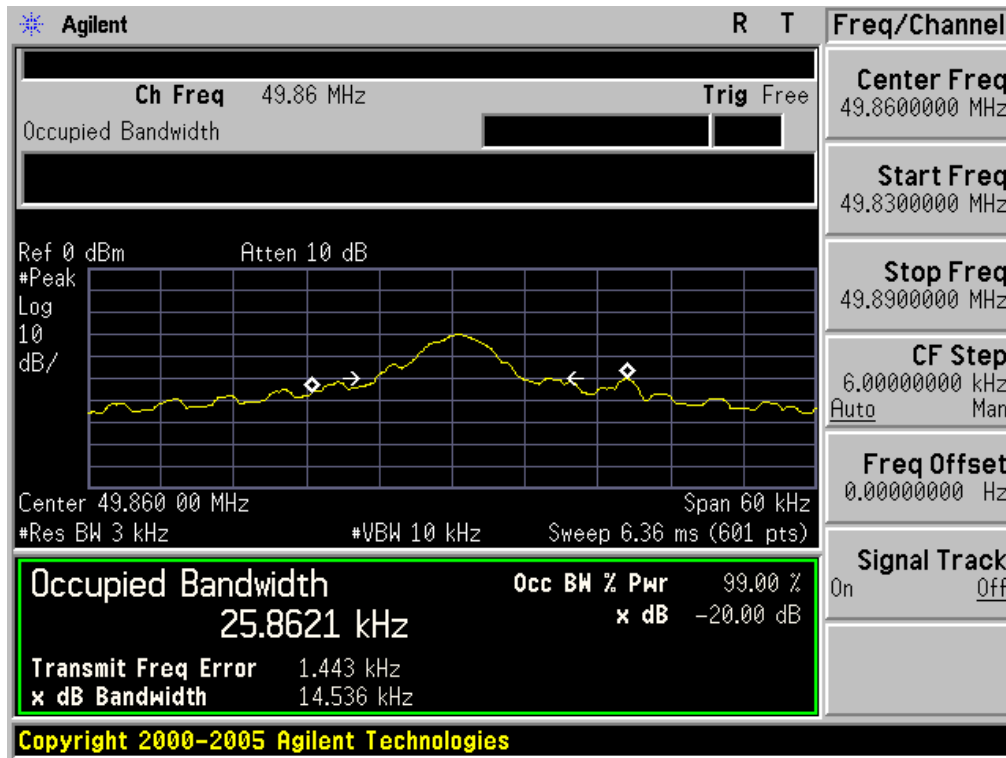 Agilent R T
Ch Freq 49.86 MHz Trig Free
Occupied Bandwidth
Ref 0 dBm Atten 10 dB
#Peak
Log
10
dB/
Center 49.860 00 MHz Span 60 kHz
#Res BW 3 kHz #VBW 10 kHz Sweep 6.36 ms (601 pts)
Occupied Bandwidth
25.8621 kHz
Occ BW % Pwr 99.00 %
x dB -20.00 dB
Transmit Freq Error 1.443 kHz
x dB Bandwidth 14.536 kHz
Copyright 2000-2005 Agilent Technologies
Freq/Channel
Center Freq
49.8600000 MHz
Start Freq
49.8300000 MHz
Stop Freq
49.8900000 MHz
CF Step
6.00000000 kHz
Auto Man
Freq Offset
0.00000000 Hz
Signal Track
On Off